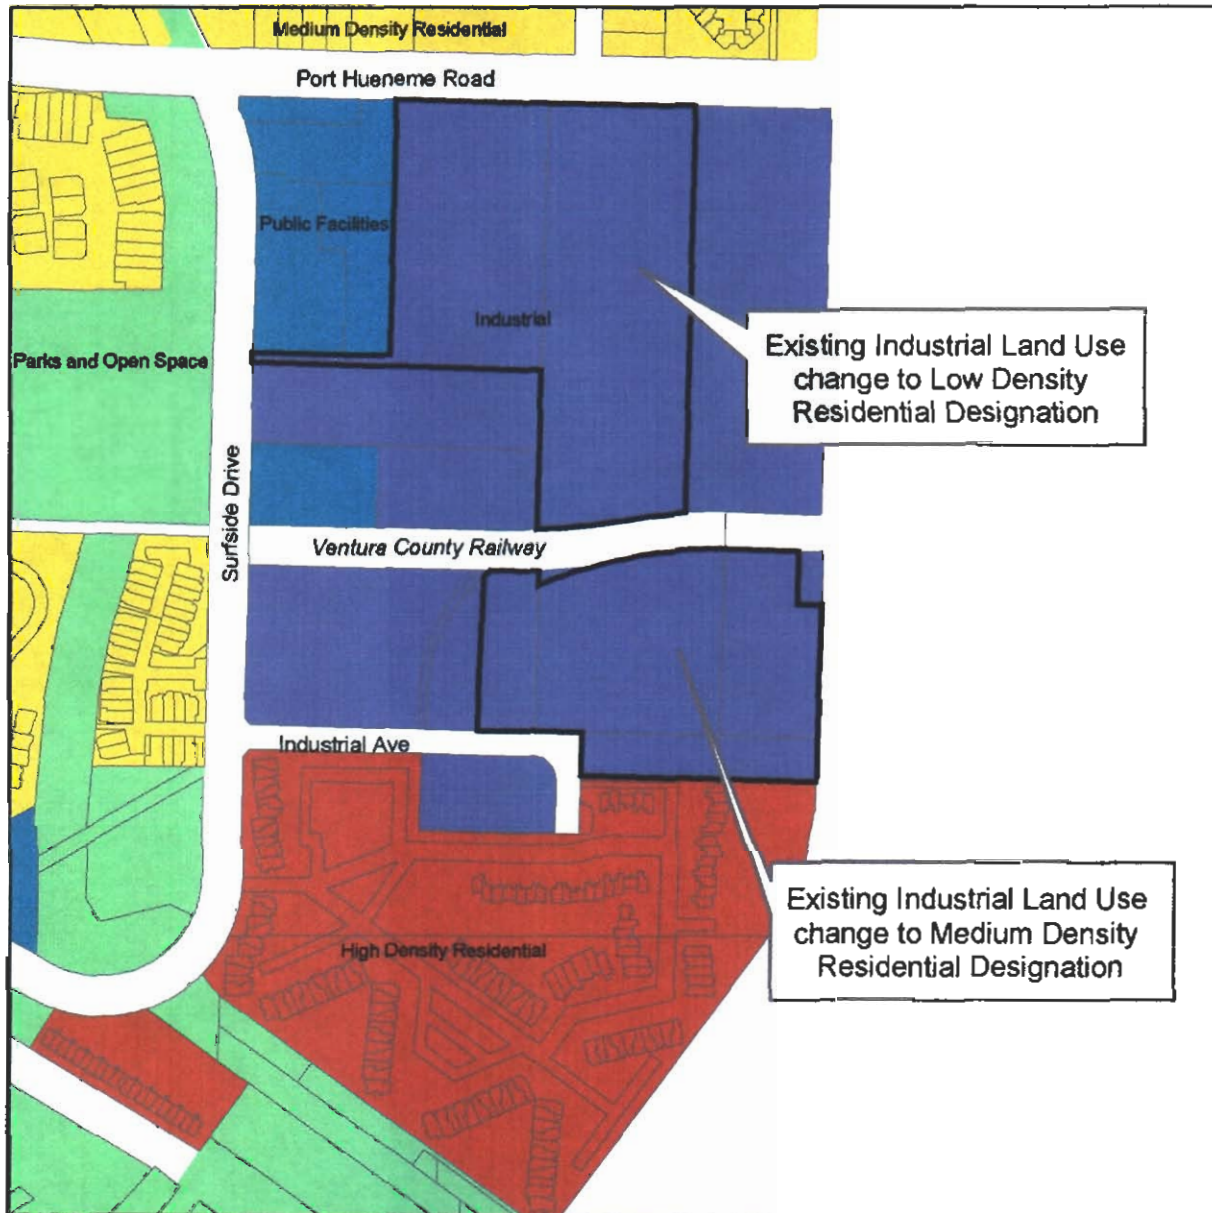 Medium Density Residential
Port Hueneme Road
Public Facilities
Industrial
Parks and Open Space
Existing Industrial Land Use
change to Low Density
Residential Designation
Surfside Drive
Ventura County Railway
Industrial Ave
Existing Industrial Land Use
change to Medium Density
Residential Designation
High Density Residential